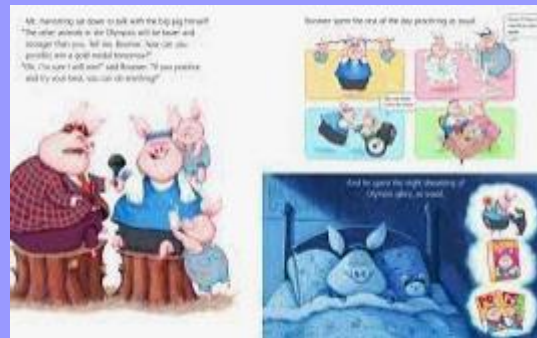 Mr. Hamstring sat down to talk with the big pig himself.
"The other animals in the Olympics will be faster and
stronger than you. Tell me, Boomer, how can you
possibly win a gold medal tomorrow?"
"Oh, I'm sure I will win!" said Boomer. "If you practice
and try your best, you can do anything!"
Boomer spent the rest of the day practicing as usual.
And he spent the night dreaming of
Olympic glory, as usual.